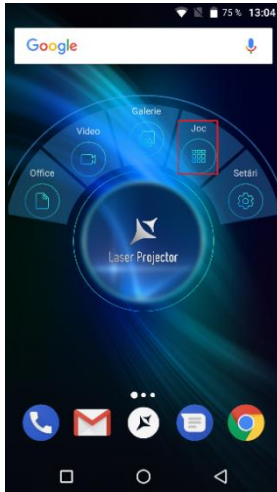 75 % 13:04
Google
Galerie
Video
Joc
Office
Setări
Laser Projector